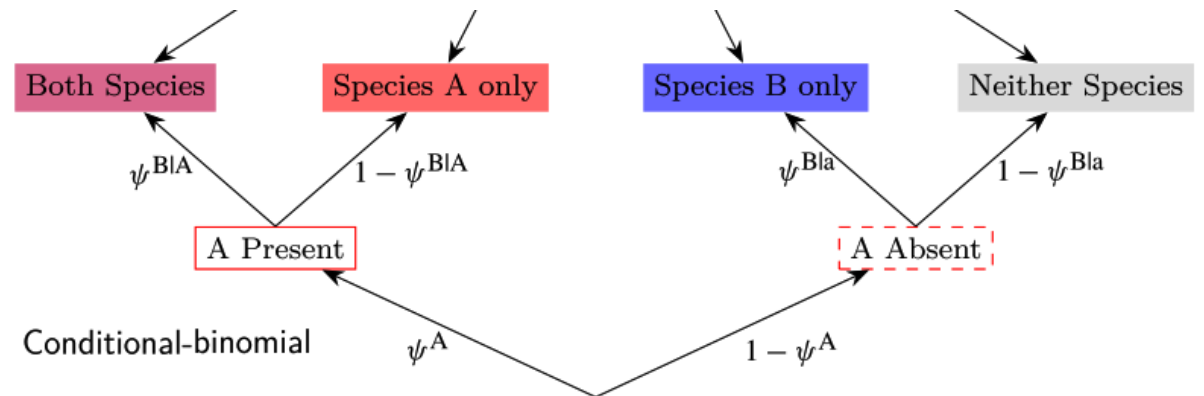 Both Species
Species A only
Species B only
Neither Species
ψ^B|A
1 − ψ^B|A
ψ^B|a
1 − ψ^B|a
A Present
A Absent
Conditional-binomial
ψ^A
1 − ψ^A